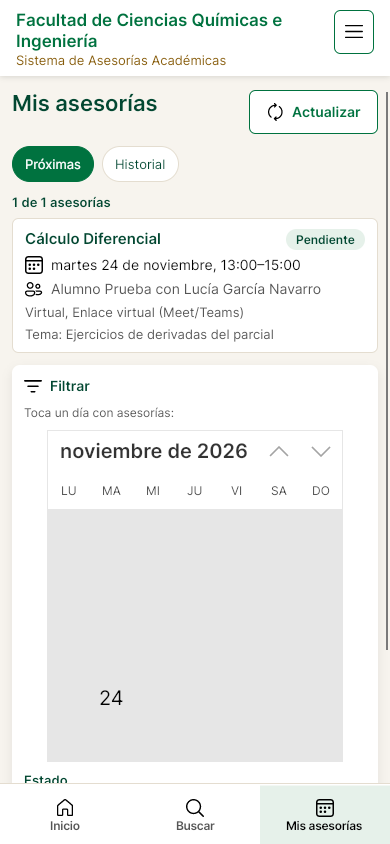 Facultad de Ciencias Químicas e
Ingeniería
Sistema de Asesorías Académicas
Mis asesorías
Actualizar
Próximas
Historial
1 de 1 asesorías
Cálculo Diferencial
Pendiente
martes 24 de noviembre, 13:00–15:00
Alumno Prueba con Lucía García Navarro
Virtual, Enlace virtual (Meet/Teams)
Tema: Ejercicios de derivadas del parcial
Filtrar
Toca un día con asesorías:
noviembre de 2026
LU MA MI JU VI SA DO
24
Estado
Inicio
Buscar
Mis asesorías